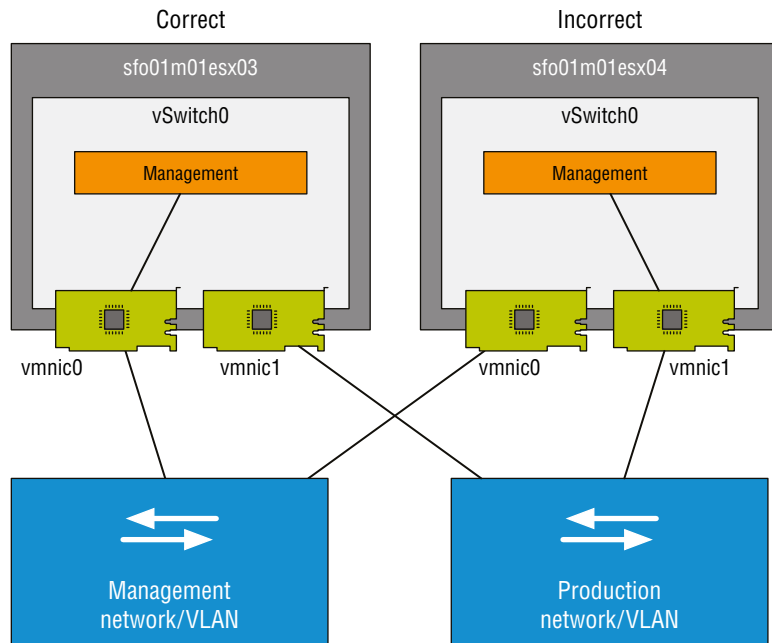 Correct
Incorrect
sfo01m01esx03
sfo01m01esx04
vSwitch0
vSwitch0
Management
Management
vmnic0
vmnic1
vmnic0
vmnic1
Management
network/VLAN
Production
network/VLAN